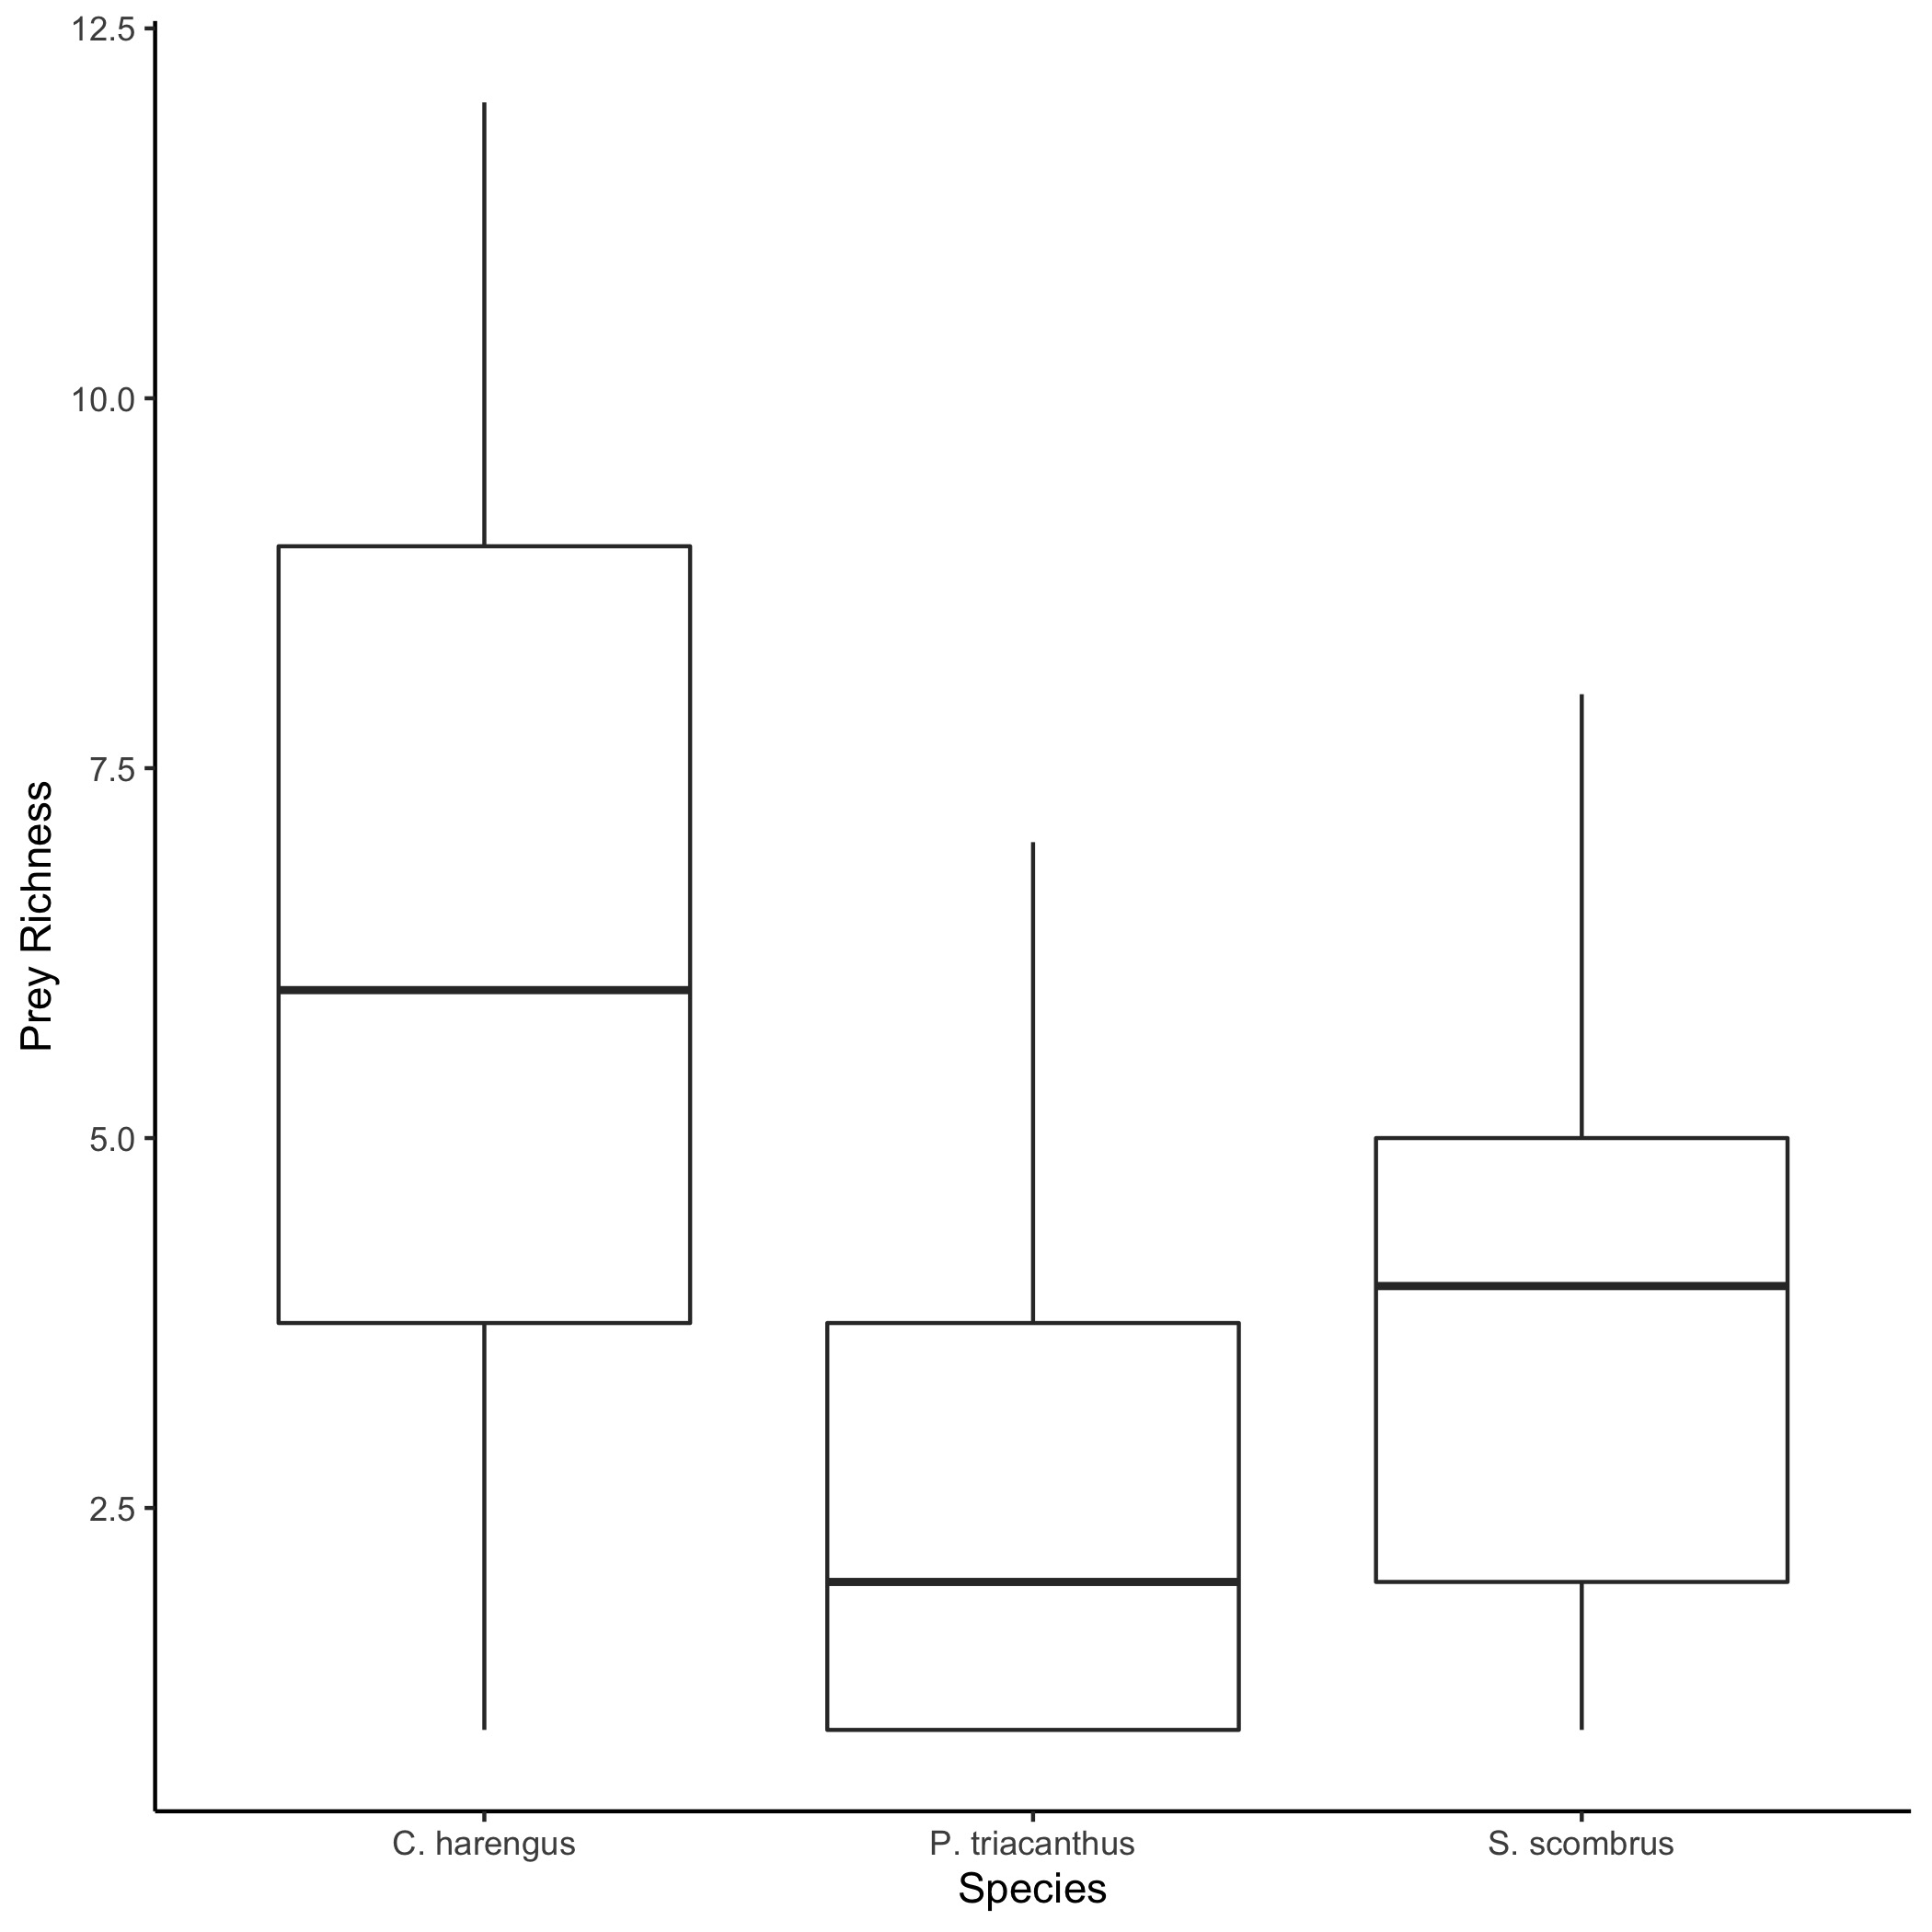 12.5
10.0
7.5
5.0
2.5
Prey Richness
C. harengus
P. triacanthus
S. scombrus
Species